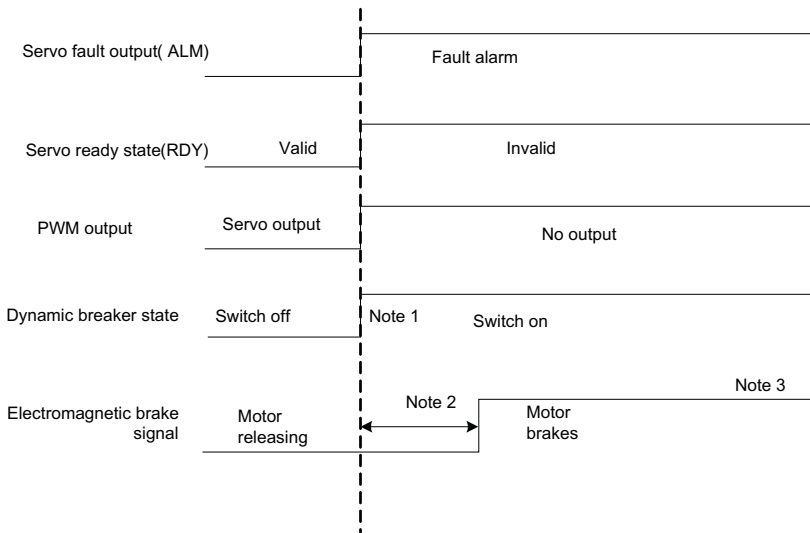 Servo fault output( ALM)
Fault alarm
Servo ready state(RDY)
Valid
Invalid
PWM output
Servo output
No output
Dynamic breaker state
Switch off
Note 1
Switch on
Electromagnetic brake
signal
Motor
releasing
Note 2
Motor
brakes
Note 3